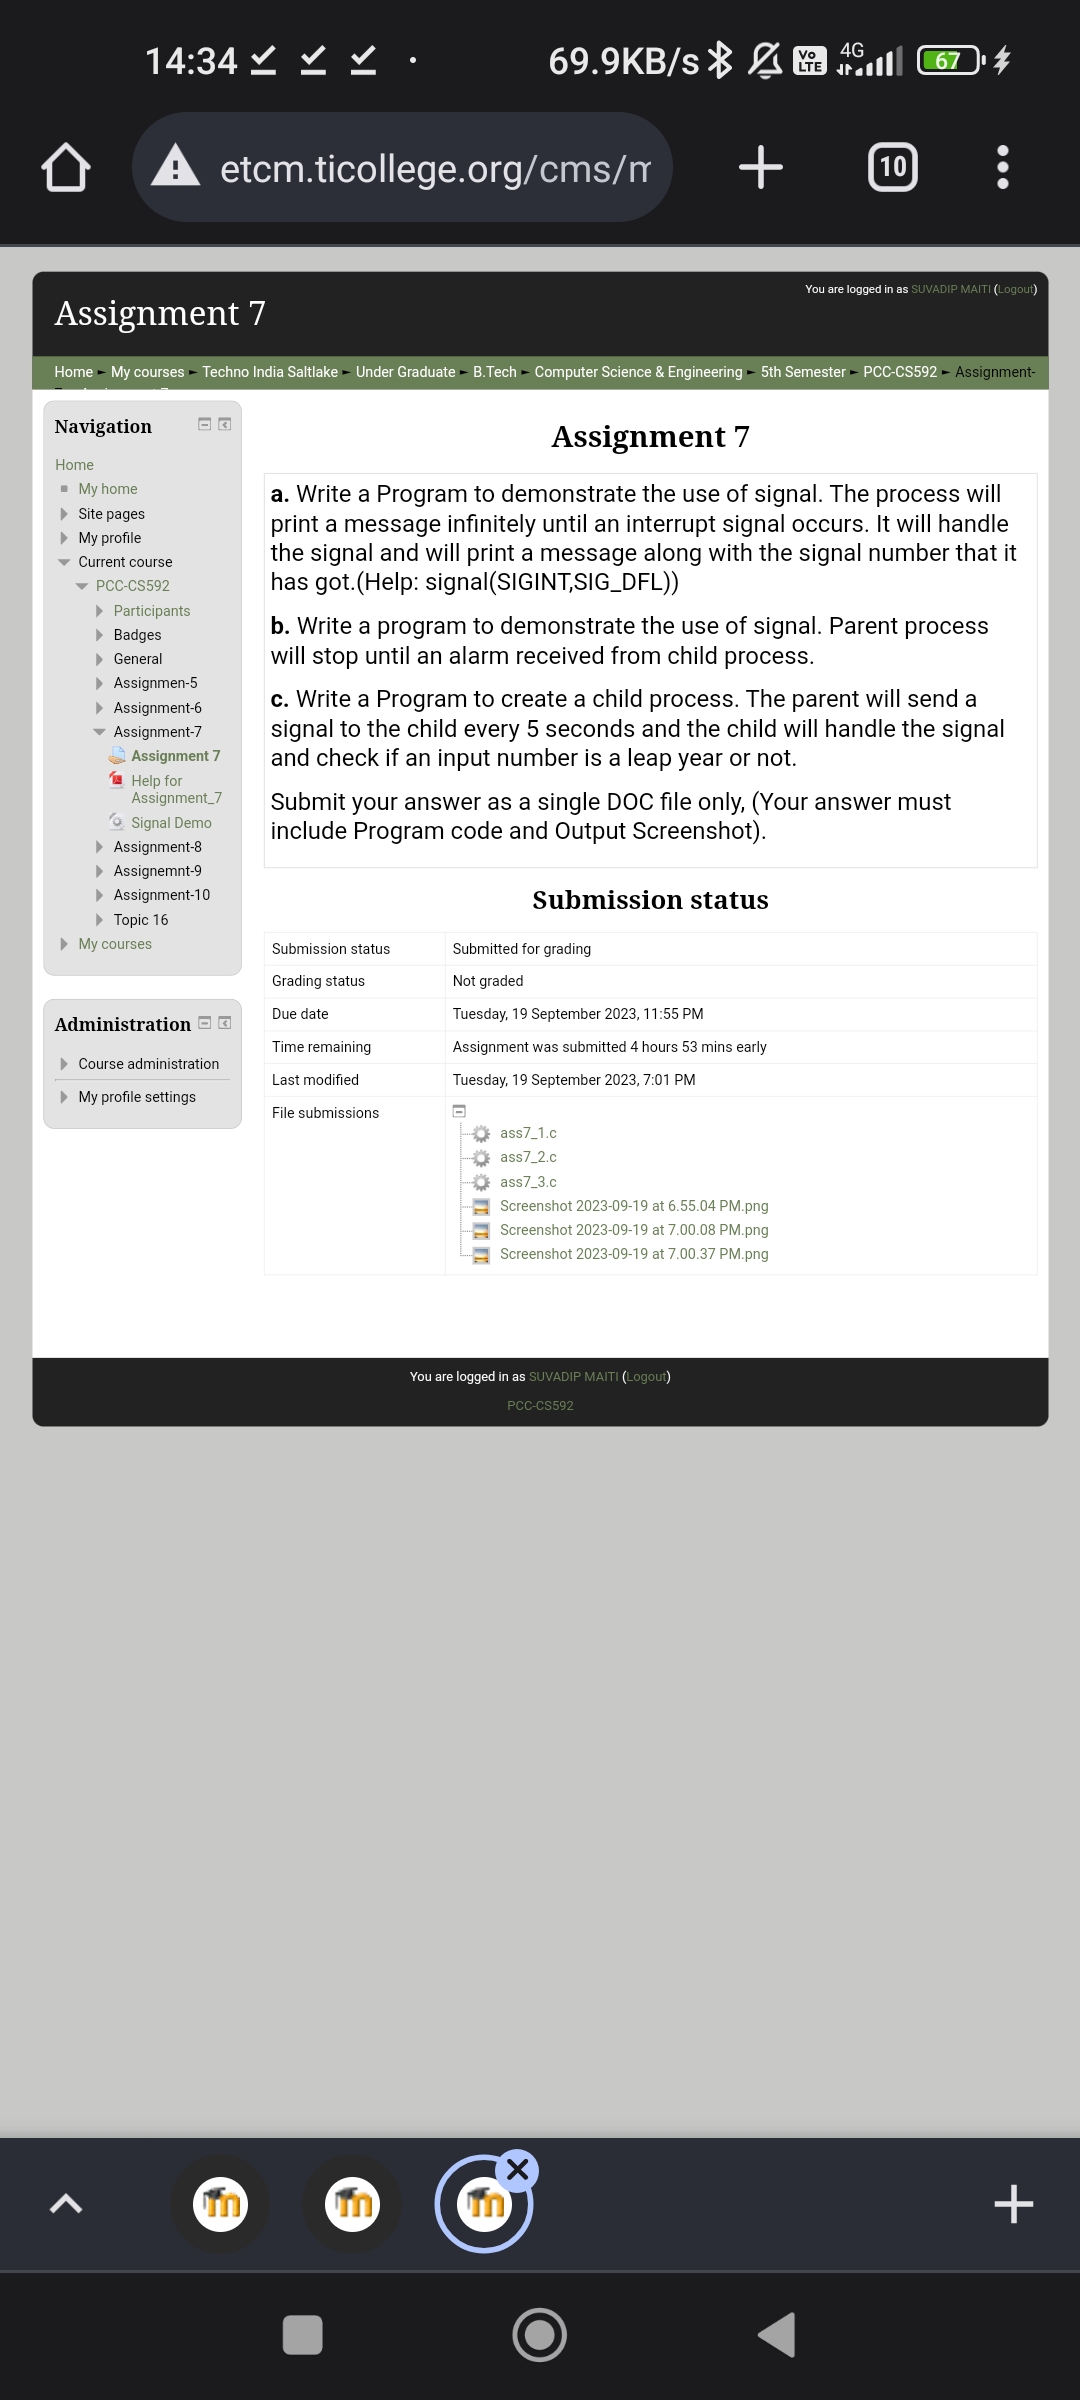 14:34
69.9KB/s
Vo LTE
4G
67
etcm.ticollege.org/cms/m
10
You are logged in as SUVADIP MAITI (Logout)
Assignment 7
Home ► My courses ► Techno India Saltlake ► Under Graduate ► B.Tech ► Computer Science & Engineering ► 5th Semester ► PCC-CS592 ► Assignment-
Navigation
Home
My home
Site pages
My profile
Current course
PCC-CS592
Participants
Badges
General
Assignmen-5
Assignment-6
Assignment-7
Assignment 7
Help for
Assignment_7
Signal Demo
Assignment-8
Assignemnt-9
Assignment-10
Topic 16
My courses
Administration
Course administration
My profile settings
Assignment 7
a. Write a Program to demonstrate the use of signal. The process will
print a message infinitely until an interrupt signal occurs. It will handle
the signal and will print a message along with the signal number that it
has got.(Help: signal(SIGINT,SIG_DFL))
b. Write a program to demonstrate the use of signal. Parent process
will stop until an alarm received from child process.
c. Write a Program to create a child process. The parent will send a
signal to the child every 5 seconds and the child will handle the signal
and check if an input number is a leap year or not.
Submit your answer as a single DOC file only, (Your answer must
include Program code and Output Screenshot).
Submission status
Submission status Submitted for grading
Grading status Not graded
Due date Tuesday, 19 September 2023, 11:55 PM
Time remaining Assignment was submitted 4 hours 53 mins early
Last modified Tuesday, 19 September 2023, 7:01 PM
File submissions
ass7_1.c
ass7_2.c
ass7_3.c
Screenshot 2023-09-19 at 6.55.04 PM.png
Screenshot 2023-09-19 at 7.00.08 PM.png
Screenshot 2023-09-19 at 7.00.37 PM.png
You are logged in as SUVADIP MAITI (Logout)
PCC-CS592